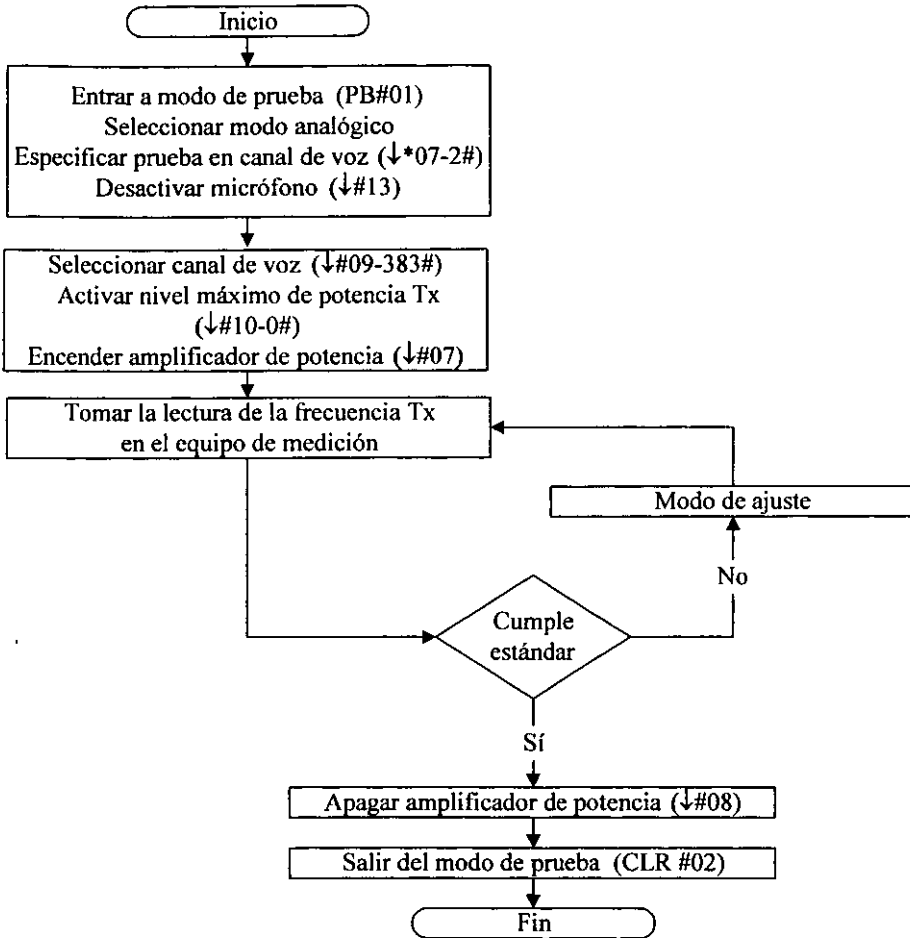 Inicio
Entrar a modo de prueba (PB#01)
Seleccionar modo analógico
Especificar prueba en canal de voz (↓*07-2#)
Desactivar micrófono (↓#13)
Seleccionar canal de voz (↓#09-383#)
Activar nivel máximo de potencia Tx
(↓#10-0#)
Encender amplificador de potencia (↓#07)
Tomar la lectura de la frecuencia Tx
en el equipo de medición
Modo de ajuste
No
Cumple
estándar
Sí
Apagar amplificador de potencia (↓#08)
Salir del modo de prueba (CLR #02)
Fin